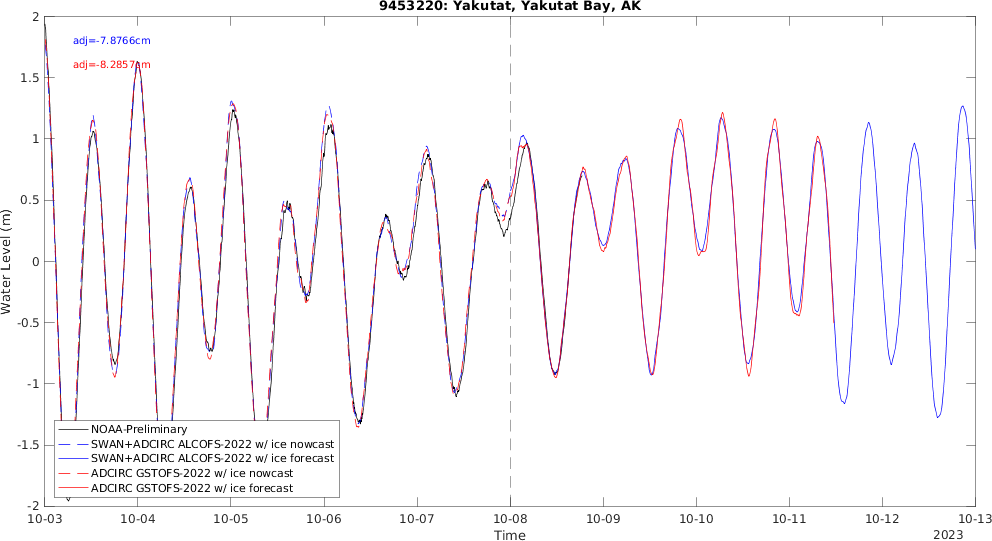 9453220: Yakutat, Yakutat Bay, AK
adj=-7.8766cm
adj=-8.2857cm
Water Level (m)
2
1.5
1
0.5
0
-0.5
-1
-1.5
-2
NOAA-Preliminary
SWAN+ADCIRC ALCOFS-2022 w/ ice nowcast
SWAN+ADCIRC ALCOFS-2022 w/ ice forecast
ADCIRC GSTOFS-2022 w/ ice nowcast
ADCIRC GSTOFS-2022 w/ ice forecast
10-03 10-04 10-05 10-06 10-07 10-08 10-09 10-10 10-11 10-12 10-13
Time
2023